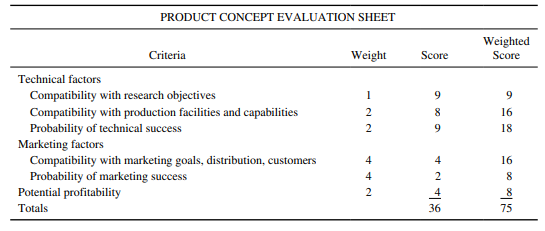 PRODUCT CONCEPT EVALUATION SHEET
Criteria Weight Score Weighted Score
Technical factors
Compatibility with research objectives 1 9 9
Compatibility with production facilities and capabilities 2 8 16
Probability of technical success 2 9 18
Marketing factors
Compatibility with marketing goals, distribution, customers 4 4 16
Probability of marketing success 4 2 8
Potential profitability 2 4 8
Totals 36 75